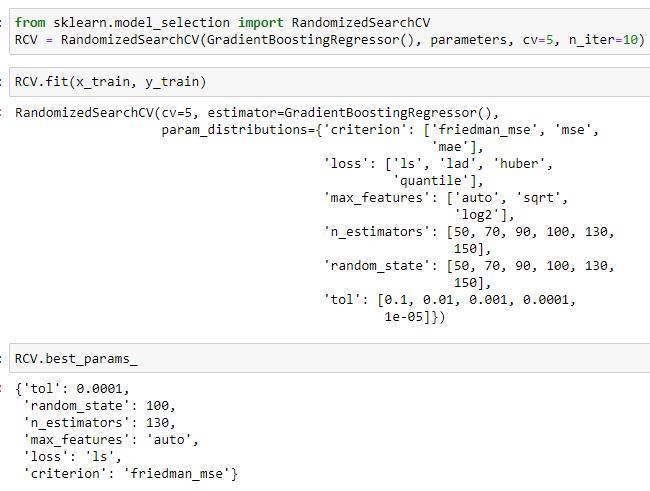 from sklearn.model_selection import RandomizedSearchCV
RCV = RandomizedSearchCV(GradientBoostingRegressor(), parameters, cv=5, n_iter=10)
RCV.fit(x_train, y_train)
RandomizedSearchCV(cv=5, estimator=GradientBoostingRegressor(),
                   param_distributions={'criterion': ['friedman_mse', 'mse',
                                                      'mae'],
                                        'loss': ['ls', 'lad', 'huber',
                                                 'quantile'],
                                        'max_features': ['auto', 'sqrt',
                                                         'log2'],
                                        'n_estimators': [50, 70, 90, 100, 130,
                                                         150],
                                        'random_state': [50, 70, 90, 100, 130,
                                                         150],
                                        'tol': [0.1, 0.01, 0.001, 0.0001,
                                                1e-05]})
RCV.best_params_
{'tol': 0.0001,
 'random_state': 100,
 'n_estimators': 130,
 'max_features': 'auto',
 'loss': 'ls',
 'criterion': 'friedman_mse'}